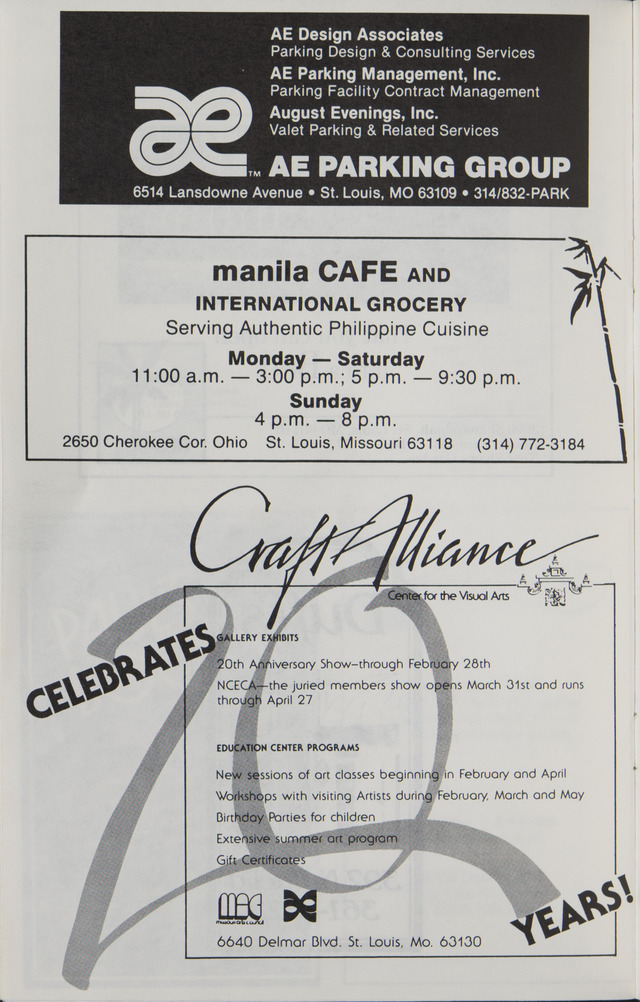 AE Design Associates
Parking Design & Consulting Services
AE Parking Management, Inc.
Parking Facility Contract Management
August Evenings, Inc.
Valet Parking & Related Services
ae TM AE PARKING GROUP
6514 Lansdowne Avenue • St. Louis, MO 63109 • 314/832-PARK
manila CAFE AND
INTERNATIONAL GROCERY
Serving Authentic Philippine Cuisine
Monday — Saturday
11:00 a.m. — 3:00 p.m.; 5 p.m. — 9:30 p.m.
Sunday
4 p.m. — 8 p.m.
2650 Cherokee Cor. Ohio St. Louis, Missouri 63118 (314) 772-3184
Craft Alliance
Center for the Visual Arts
CELEBRATES
20
GALLERY EXHIBITS
20th Anniversary Show–through February 28th
NCECA—the juried members show opens March 31st and runs
through April 27
EDUCATION CENTER PROGRAMS
New sessions of art classes beginning in February and April
Workshops with visiting Artists during February, March and May
Birthday Parties for children
Extensive summer art program
Gift Certificates
mac
missouri arts council
6640 Delmar Blvd. St. Louis, Mo. 63130
YEARS!